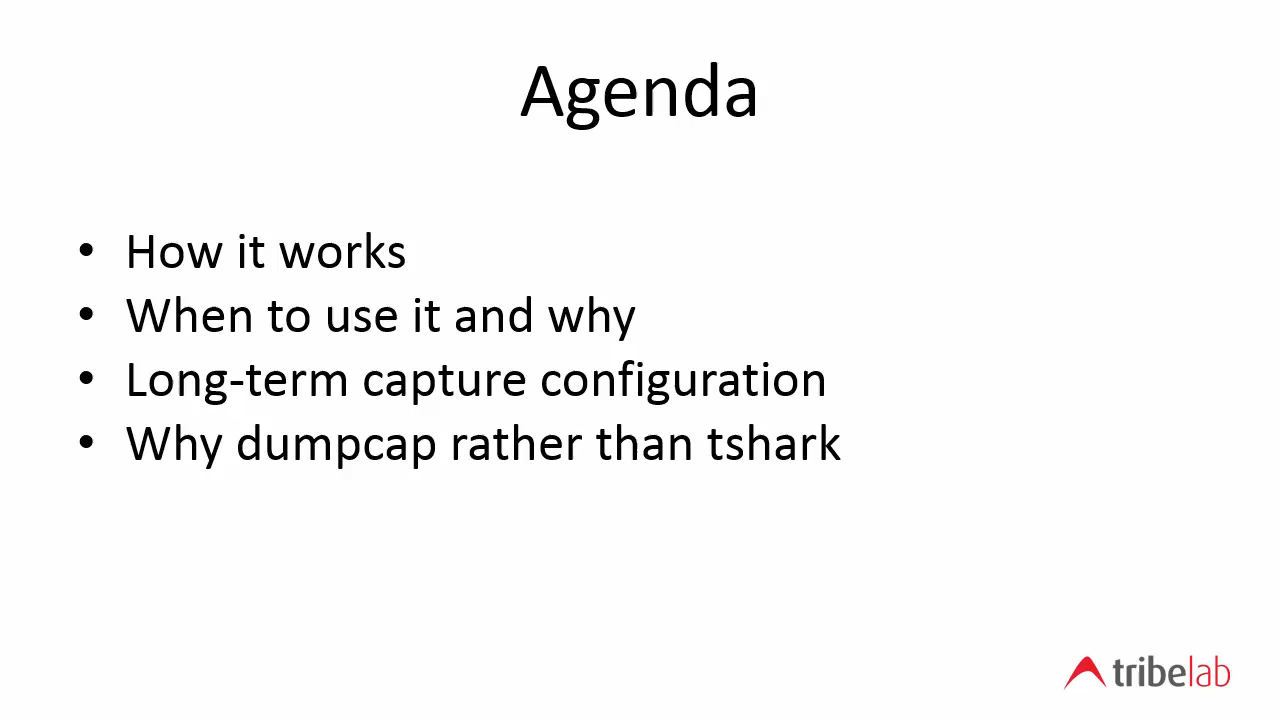 Agenda
• How it works
• When to use it and why
• Long-term capture configuration
• Why dumpcap rather than tshark
tribelab